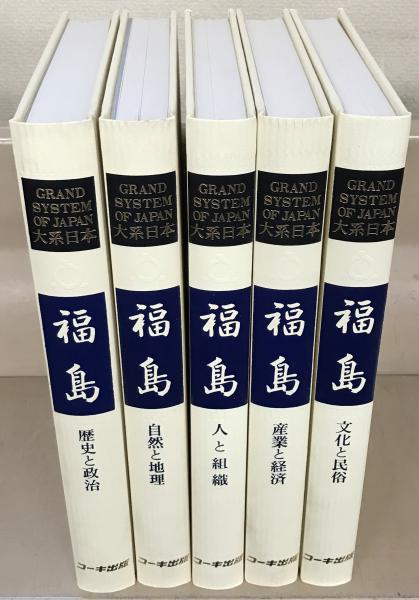 GRAND
SYSTEM
OF JAPAN
大系日本
福島
歴史と政治
コーキ出版
GRAND
SYSTEM
OF JAPAN
大系日本
福島
自然と地理
コーキ出版
GRAND
SYSTEM
OF JAPAN
大系日本
福島
人と組織
コーキ出版
GRAND
SYSTEM
OF JAPAN
大系日本
福島
産業と経済
コーキ出版
GRAND
SYSTEM
OF JAPAN
大系日本
福島
文化と民俗
コーキ出版